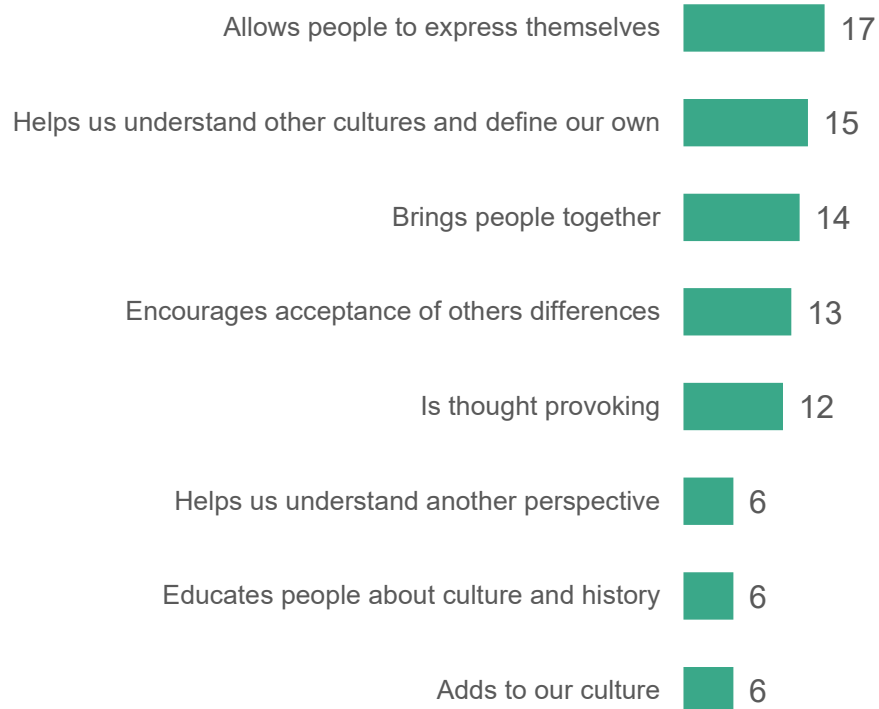 Allows people to express themselves 17
Helps us understand other cultures and define our own 15
Brings people together 14
Encourages acceptance of others differences 13
Is thought provoking 12
Helps us understand another perspective 6
Educates people about culture and history 6
Adds to our culture 6